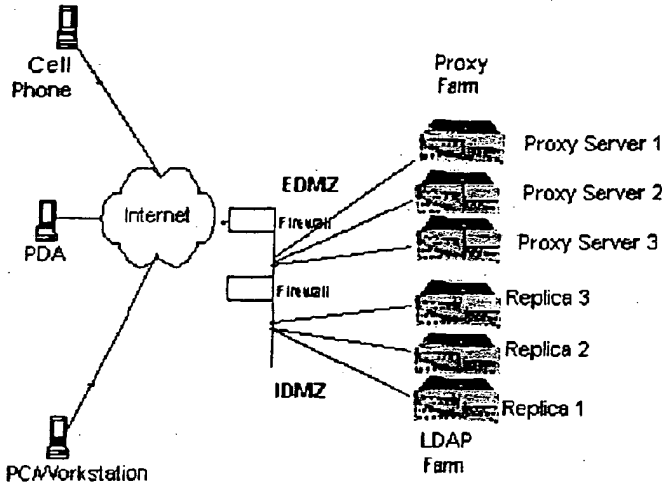 Cell
Phone
Proxy
Farm
Proxy Server 1
EDMZ
Proxy Server 2
Internet
Firewall
PDA
Proxy Server 3
Firewall
Replica 3
Replica 2
IDMZ
Replica 1
LDAP
Farm
PC/Workstation